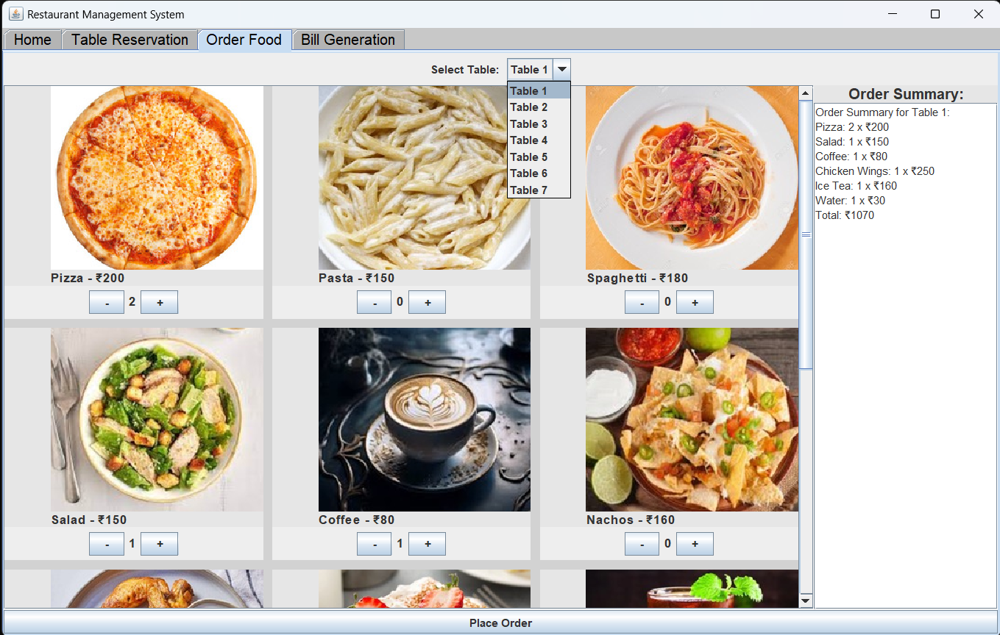 Restaurant Management System
Home
Table Reservation
Order Food
Bill Generation
Select Table: Table 1
Table 1
Table 2
Table 3
Table 4
Table 5
Table 6
Table 7
Pizza - ₹200
- 2 +
Pasta - ₹150
- 0 +
Spaghetti - ₹180
- 0 +
Salad - ₹150
- 1 +
Coffee - ₹80
- 1 +
Nachos - ₹160
- 0 +
Order Summary:
Order Summary for Table 1:
Pizza: 2 x ₹200
Salad: 1 x ₹150
Coffee: 1 x ₹80
Chicken Wings: 1 x ₹250
Ice Tea: 1 x ₹160
Water: 1 x ₹30
Total: ₹1070
Place Order